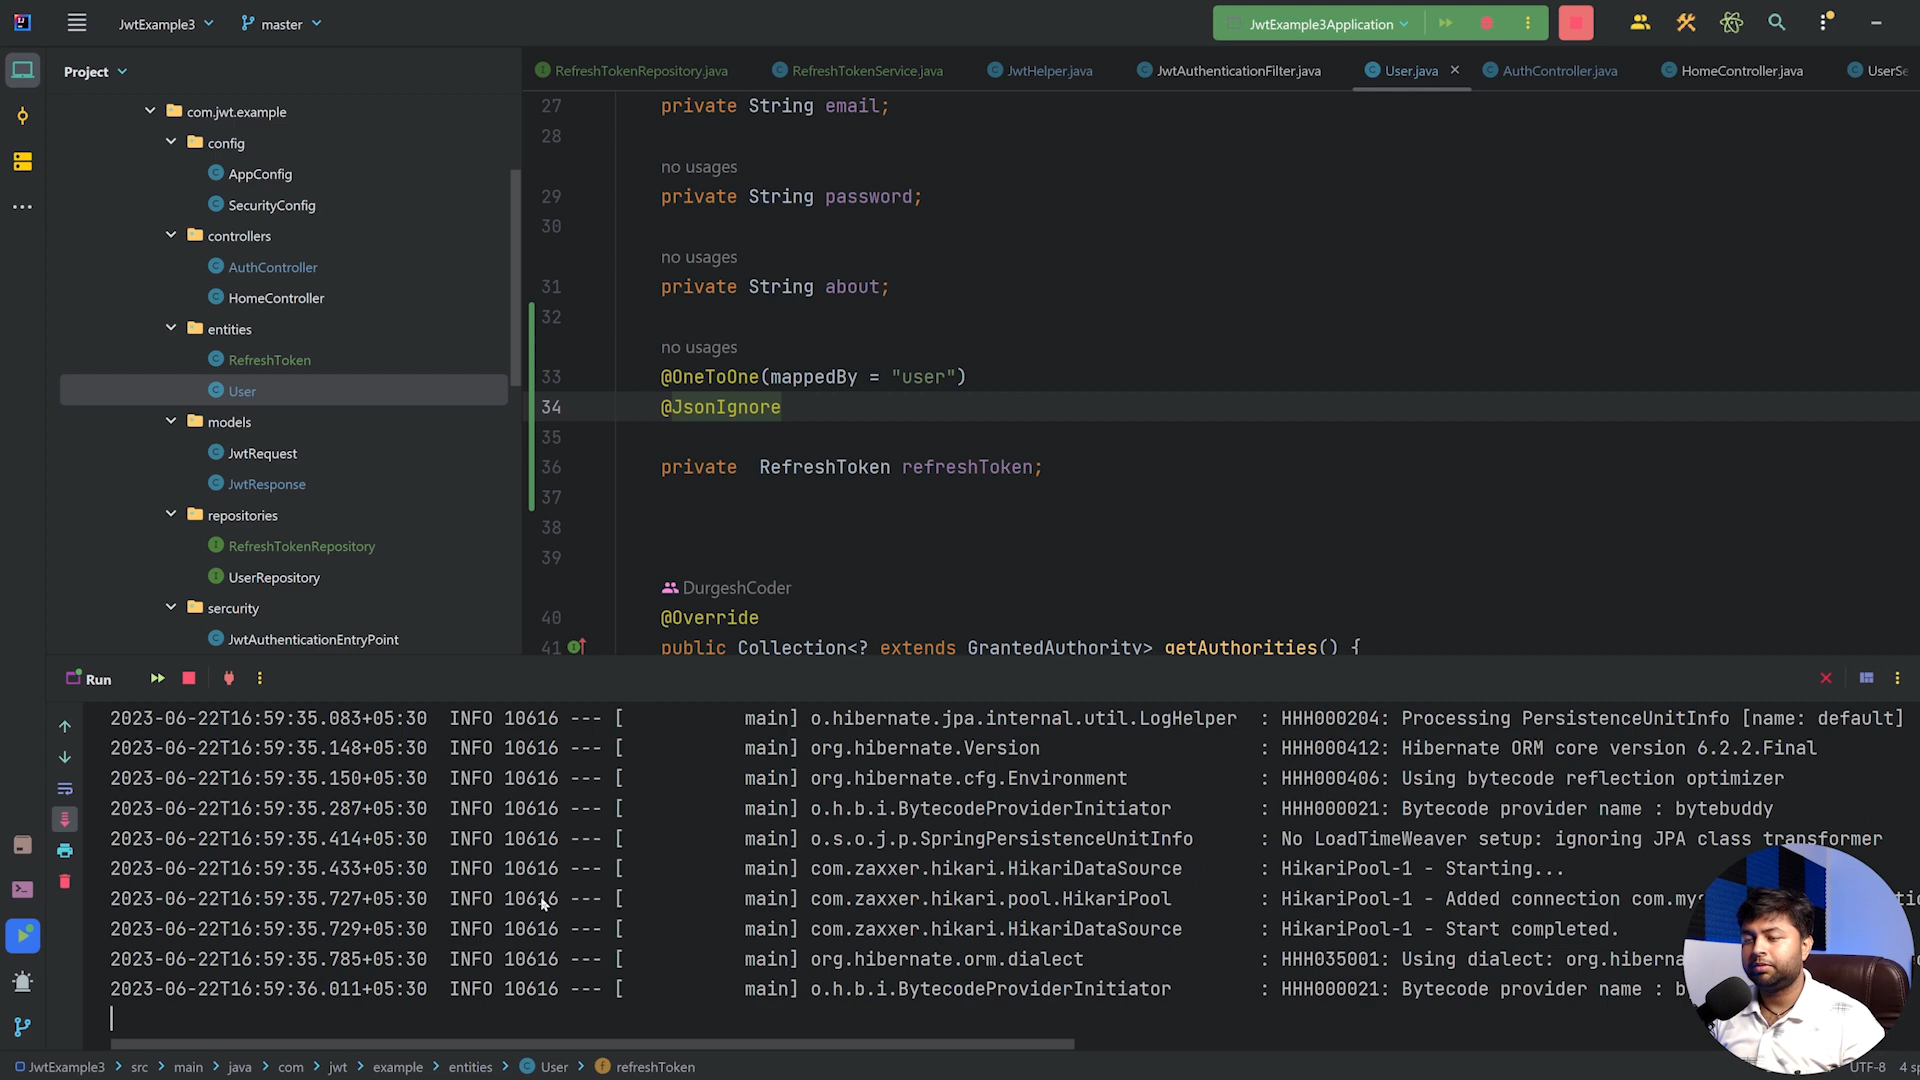 JwtExample3
master
JwtExample3Application
Project
RefreshTokenRepository.java
RefreshTokenService.java
JwtHelper.java
JwtAuthenticationFilter.java
User.java
AuthController.java
HomeController.java
UserSe
com.jwt.example
config
AppConfig
SecurityConfig
controllers
AuthController
HomeController
entities
RefreshToken
User
models
JwtRequest
JwtResponse
repositories
RefreshTokenRepository
UserRepository
sercurity
JwtAuthenticationEntryPoint
27 private String email;
28
no usages
29 private String password;
30
no usages
31 private String about;
32
no usages
33 @OneToOne(mappedBy = "user")
34 @JsonIgnore
35
36 private  RefreshToken refreshToken;
37
38
39
DurgeshCoder
40 @Override
41 public Collection<? extends GrantedAuthority> getAuthorities() {
Run
2023-06-22T16:59:35.083+05:30  INFO 10616 --- [           main] o.hibernate.jpa.internal.util.LogHelper  : HHH000204: Processing PersistenceUnitInfo [name: default]
2023-06-22T16:59:35.148+05:30  INFO 10616 --- [           main] org.hibernate.Version                    : HHH000412: Hibernate ORM core version 6.2.2.Final
2023-06-22T16:59:35.150+05:30  INFO 10616 --- [           main] org.hibernate.cfg.Environment            : HHH000406: Using bytecode reflection optimizer
2023-06-22T16:59:35.287+05:30  INFO 10616 --- [           main] o.h.b.i.BytecodeProviderInitiator        : HHH000021: Bytecode provider name : bytebuddy
2023-06-22T16:59:35.414+05:30  INFO 10616 --- [           main] o.s.o.j.p.SpringPersistenceUnitInfo      : No LoadTimeWeaver setup: ignoring JPA class transformer
2023-06-22T16:59:35.433+05:30  INFO 10616 --- [           main] com.zaxxer.hikari.HikariDataSource       : HikariPool-1 - Starting...
2023-06-22T16:59:35.727+05:30  INFO 10616 --- [           main] com.zaxxer.hikari.pool.HikariPool        : HikariPool-1 - Added connection com.mys
2023-06-22T16:59:35.729+05:30  INFO 10616 --- [           main] com.zaxxer.hikari.HikariDataSource       : HikariPool-1 - Start completed.
2023-06-22T16:59:35.785+05:30  INFO 10616 --- [           main] org.hibernate.orm.dialect                : HHH035001: Using dialect: org.hiberna
2023-06-22T16:59:36.011+05:30  INFO 10616 --- [           main] o.h.b.i.BytecodeProviderInitiator        : HHH000021: Bytecode provider name : b
JwtExample3 > src > main > java > com > jwt > example > entities > User > refreshToken
UTF-8 4 sp